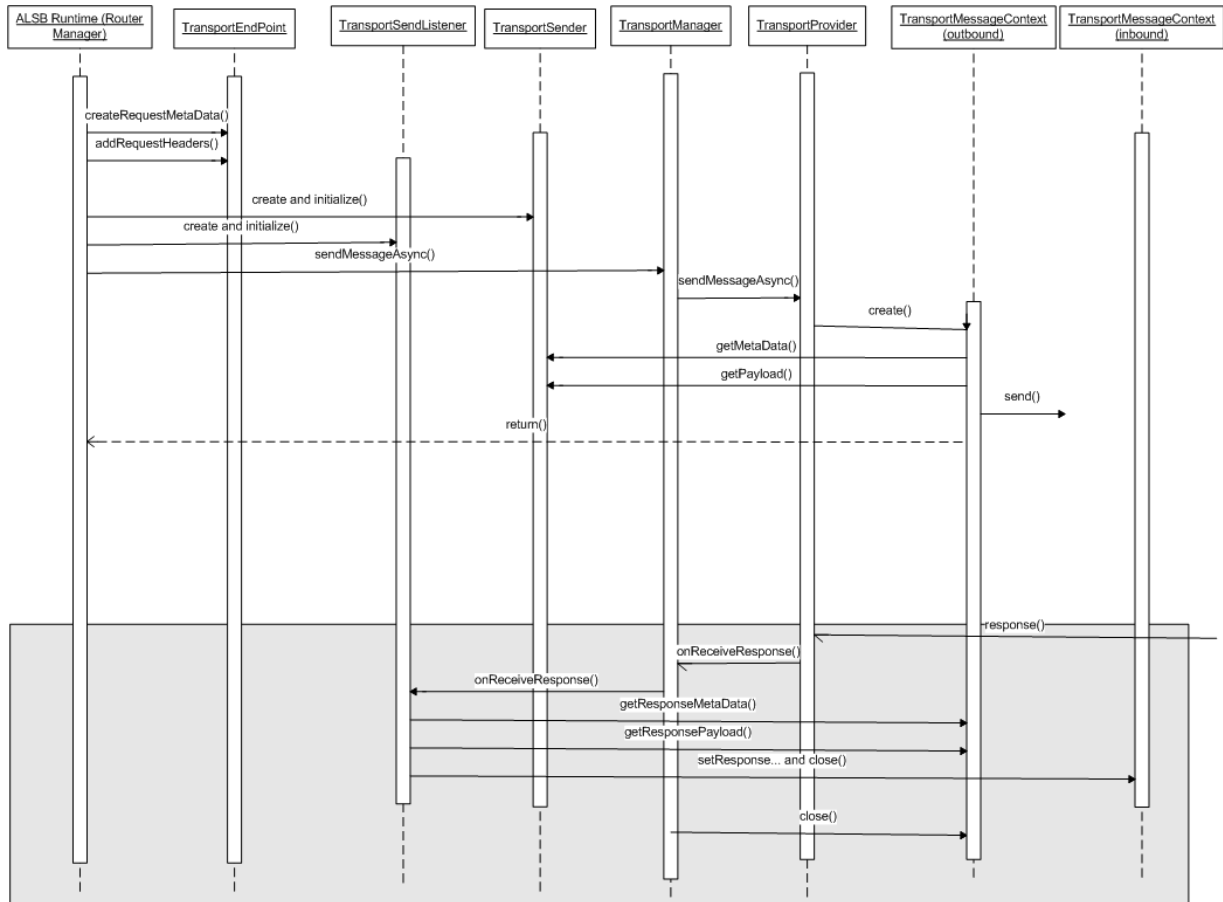 ALSB Runtime (Router
Manager)
TransportEndPoint
TransportSendListener
TransportSender
TransportManager
TransportProvider
TransportMessageContext
(outbound)
TransportMessageContext
(inbound)
createRequestMetaData()
addRequestHeaders()
create and initialize()
create and initialize()
sendMessageAsync()
sendMessageAsync()
create()
getMetaData()
getPayload()
send()
return()
response()
onReceiveResponse()
onReceiveResponse()
getResponseMetaData()
getResponsePayload()
setResponse... and close()
close()